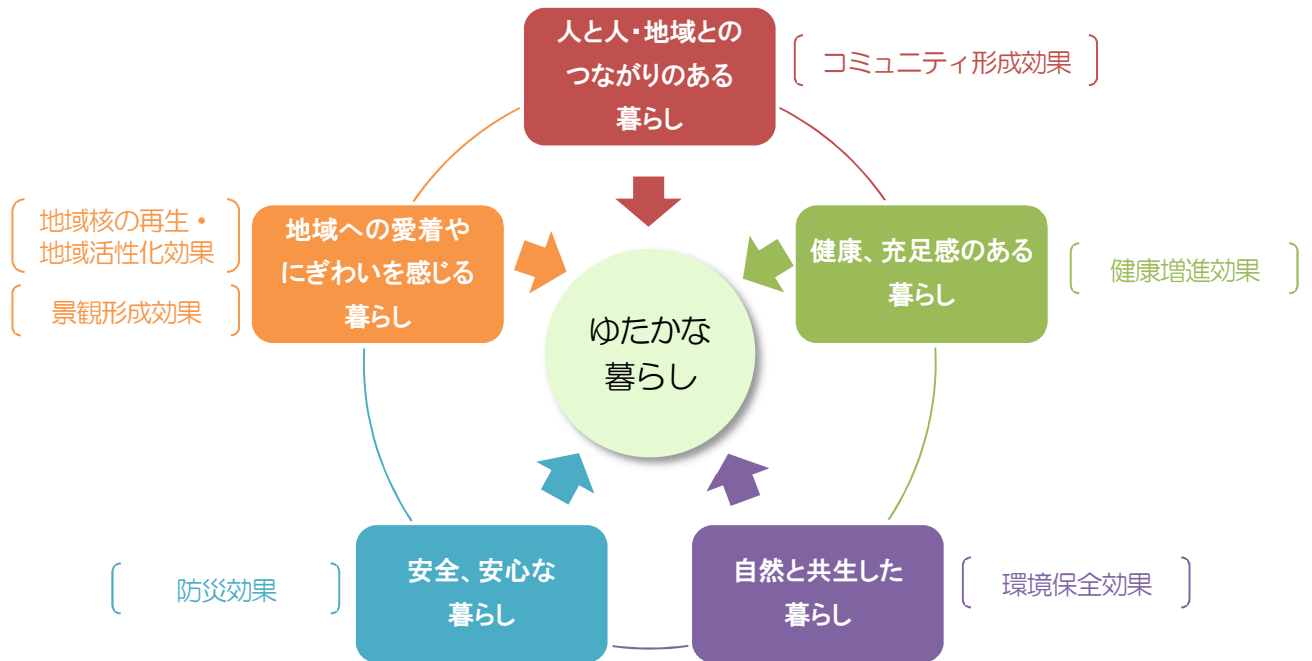 人と人・地域との
つながりのある
暮らし
コミュニティ形成効果
地域核の再生・
地域活性化効果
景観形成効果
地域への愛着や
にぎわいを感じる
暮らし
健康、充足感のある
暮らし
健康増進効果
ゆたかな
暮らし
防災効果
安全、安心な
暮らし
自然と共生した
暮らし
環境保全効果